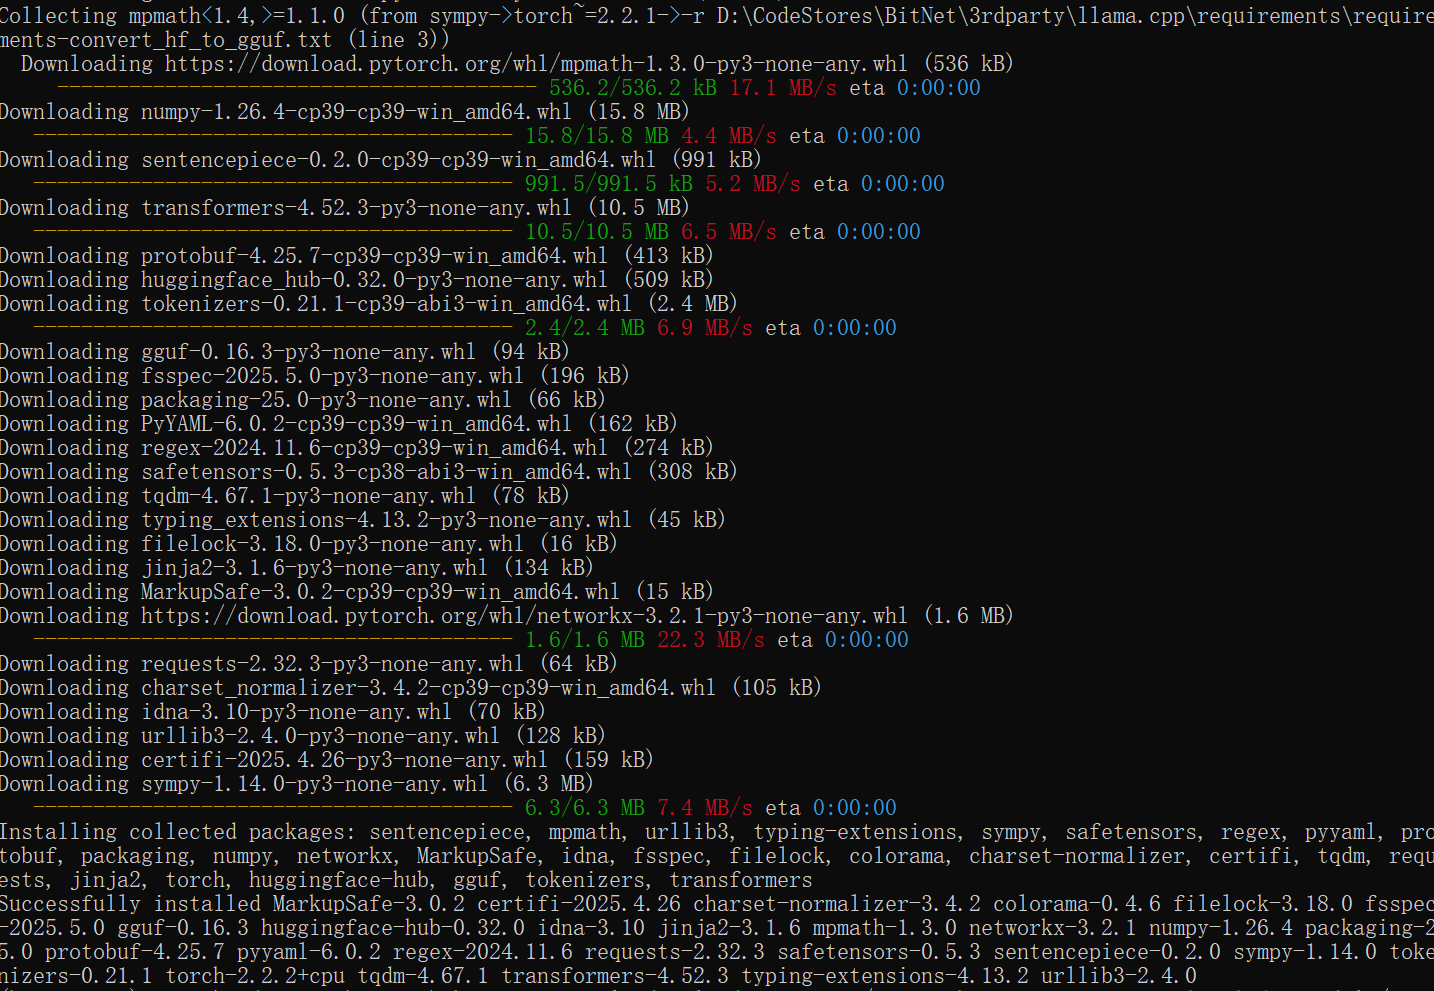 Collecting mpmath<1.4,>=1.1.0 (from sympy->torch~=2.2.1->-r D:\CodeStores\BitNet\3rdparty\llama.cpp\requirements\require
ments-convert_hf_to_gguf.txt (line 3))
Downloading https://download.pytorch.org/whl/mpmath-1.3.0-py3-none-any.whl (536 kB)
---------------------------------------- 536.2/536.2 kB 17.1 MB/s eta 0:00:00
Downloading numpy-1.26.4-cp39-cp39-win_amd64.whl (15.8 MB)
---------------------------------------- 15.8/15.8 MB 4.4 MB/s eta 0:00:00
Downloading sentencepiece-0.2.0-cp39-cp39-win_amd64.whl (991 kB)
---------------------------------------- 991.5/991.5 kB 5.2 MB/s eta 0:00:00
Downloading transformers-4.52.3-py3-none-any.whl (10.5 MB)
---------------------------------------- 10.5/10.5 MB 6.5 MB/s eta 0:00:00
Downloading protobuf-4.25.7-cp39-cp39-win_amd64.whl (413 kB)
Downloading huggingface_hub-0.32.0-py3-none-any.whl (509 kB)
Downloading tokenizers-0.21.1-cp39-abi3-win_amd64.whl (2.4 MB)
---------------------------------------- 2.4/2.4 MB 6.9 MB/s eta 0:00:00
Downloading gguf-0.16.3-py3-none-any.whl (94 kB)
Downloading fsspec-2025.5.0-py3-none-any.whl (196 kB)
Downloading packaging-25.0-py3-none-any.whl (66 kB)
Downloading PyYAML-6.0.2-cp39-cp39-win_amd64.whl (162 kB)
Downloading regex-2024.11.6-cp39-cp39-win_amd64.whl (274 kB)
Downloading safetensors-0.5.3-cp38-abi3-win_amd64.whl (308 kB)
Downloading tqdm-4.67.1-py3-none-any.whl (78 kB)
Downloading typing_extensions-4.13.2-py3-none-any.whl (45 kB)
Downloading filelock-3.18.0-py3-none-any.whl (16 kB)
Downloading jinja2-3.1.6-py3-none-any.whl (134 kB)
Downloading MarkupSafe-3.0.2-cp39-cp39-win_amd64.whl (15 kB)
Downloading https://download.pytorch.org/whl/networkx-3.2.1-py3-none-any.whl (1.6 MB)
---------------------------------------- 1.6/1.6 MB 22.3 MB/s eta 0:00:00
Downloading requests-2.32.3-py3-none-any.whl (64 kB)
Downloading charset_normalizer-3.4.2-cp39-cp39-win_amd64.whl (105 kB)
Downloading idna-3.10-py3-none-any.whl (70 kB)
Downloading urllib3-2.4.0-py3-none-any.whl (128 kB)
Downloading certifi-2025.4.26-py3-none-any.whl (159 kB)
Downloading sympy-1.14.0-py3-none-any.whl (6.3 MB)
---------------------------------------- 6.3/6.3 MB 7.4 MB/s eta 0:00:00
Installing collected packages: sentencepiece, mpmath, urllib3, typing-extensions, sympy, safetensors, regex, pyyaml, pro
tobuf, packaging, numpy, networkx, MarkupSafe, idna, fsspec, filelock, colorama, charset-normalizer, certifi, tqdm, requ
ests, jinja2, torch, huggingface-hub, gguf, tokenizers, transformers
Successfully installed MarkupSafe-3.0.2 certifi-2025.4.26 charset-normalizer-3.4.2 colorama-0.4.6 filelock-3.18.0 fsspec
-2025.5.0 gguf-0.16.3 huggingface-hub-0.32.0 idna-3.10 jinja2-3.1.6 mpmath-1.3.0 networkx-3.2.1 numpy-1.26.4 packaging-2
5.0 protobuf-4.25.7 pyyaml-6.0.2 regex-2024.11.6 requests-2.32.3 safetensors-0.5.3 sentencepiece-0.2.0 sympy-1.14.0 toke
nizers-0.21.1 torch-2.2.2+cpu tqdm-4.67.1 transformers-4.52.3 typing-extensions-4.13.2 urllib3-2.4.0